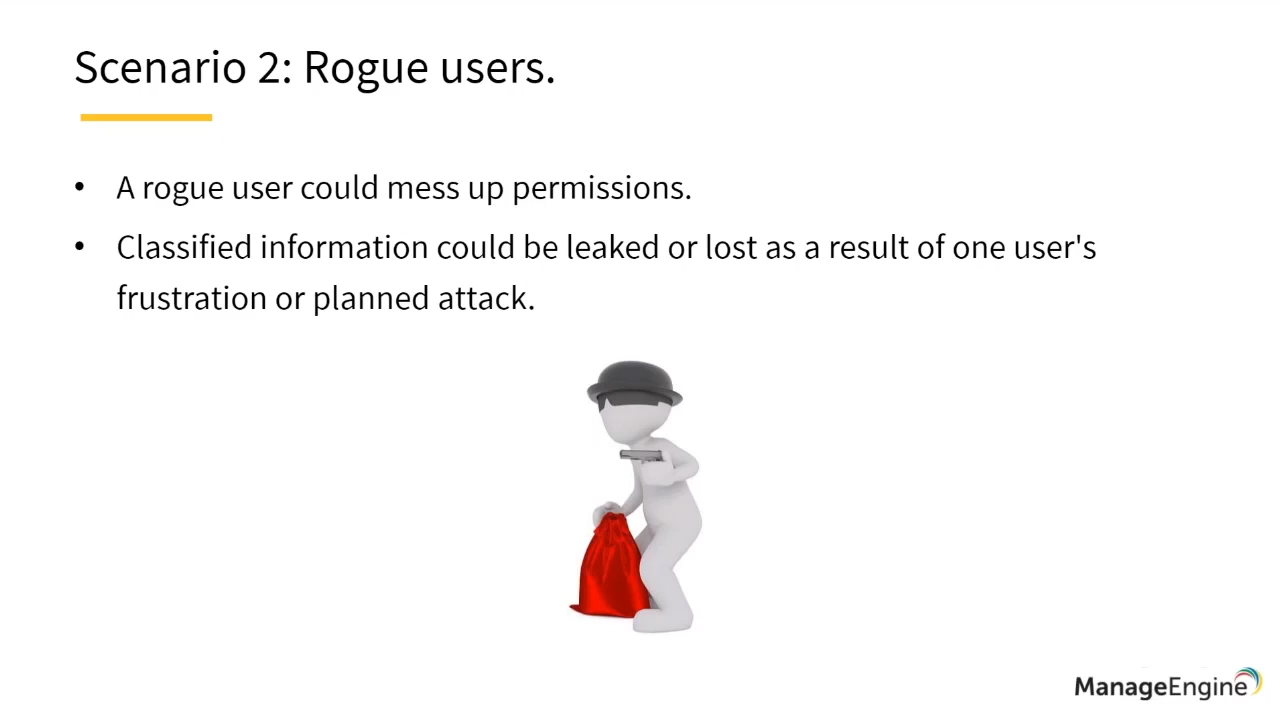 Scenario 2: Rogue users.
• A rogue user could mess up permissions.
• Classified information could be leaked or lost as a result of one user's
frustration or planned attack.
ManageEngine